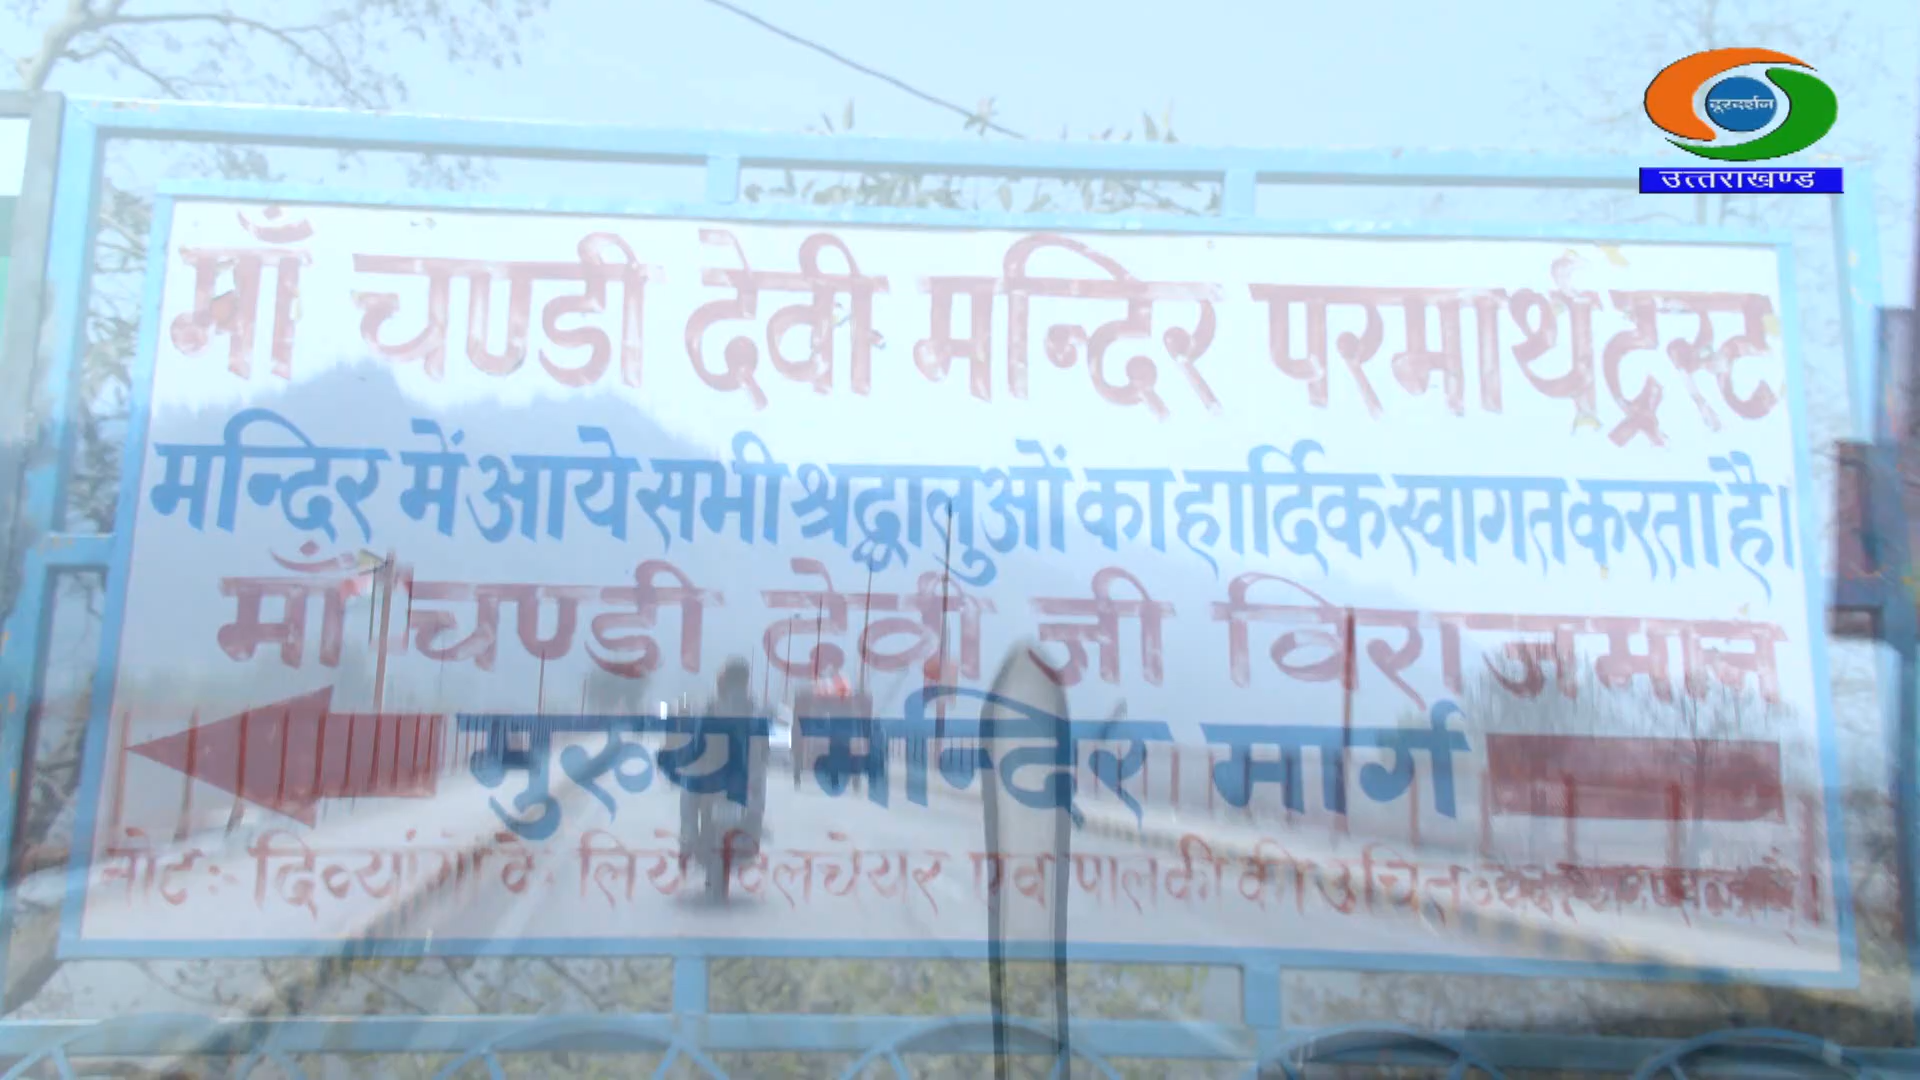 दूरदर्शन
उत्तराखण्ड
माँ चण्डी देवी मन्दिर परमार्थ ट्रस्ट
मन्दिर में आये सभी श्रद्धालुओं का हार्दिक स्वागत करता है।
माँ चण्डी देवी जी विराजमान
मुख्य मन्दिर मार्ग
नोटः- दिव्यांगो के लिये विलचेयर एवं पालकी की उचित